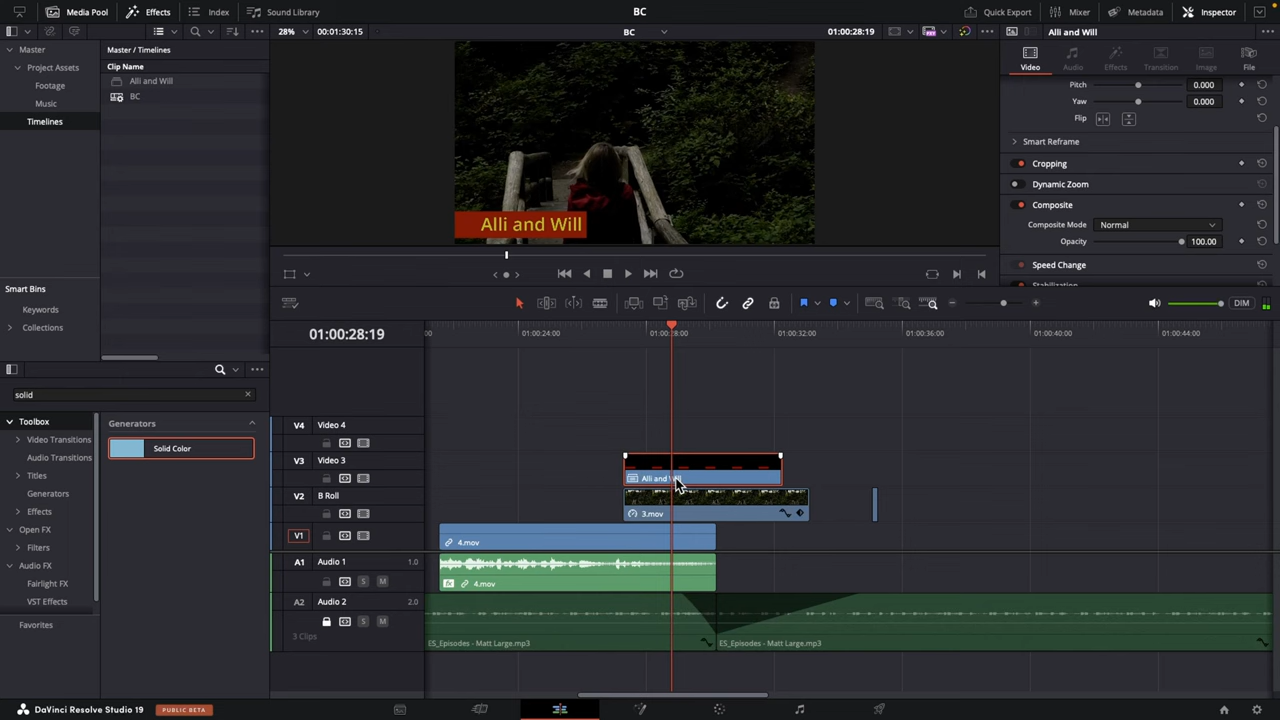 Media Pool Effects Index Sound Library BC Quick Export Mixer Metadata Inspector
28% 00:01:30:15 BC 01:00:28:19 Alli and Will
Master
Project Assets
Footage
Music
Timelines
Master / Timelines
Clip Name
Alli and Will
BC
Smart Bins
Keywords
Collections
Alli and Will
Video Audio Effects Transition Image File
Pitch 0.000
Yaw 0.000
Flip
Smart Reframe
Cropping
Dynamic Zoom
Composite
Composite Mode Normal
Opacity 100.00
Speed Change
Stabilization
DIM
solid
Toolbox
Video Transitions
Audio Transitions
Titles
Generators
Effects
Open FX
Filters
Audio FX
Fairlight FX
VST Effects
Favorites
Generators
Solid Color
01:00:28:19
00 01:00:24:00 01:00:28:00 01:00:32:00 01:00:36:00 01:00:40:00 01:00:44:00
V4 Video 4
V3 Video 3
Alli and Will
V2 B Roll
3.mov
V1
4.mov
A1 Audio 1 1.0
S M
4.mov
A2 Audio 2 2.0
S M
3 Clips
ES_Episodes - Matt Large.mp3 ES_Episodes - Matt Large.mp3
DaVinci Resolve Studio 19 PUBLIC BETA